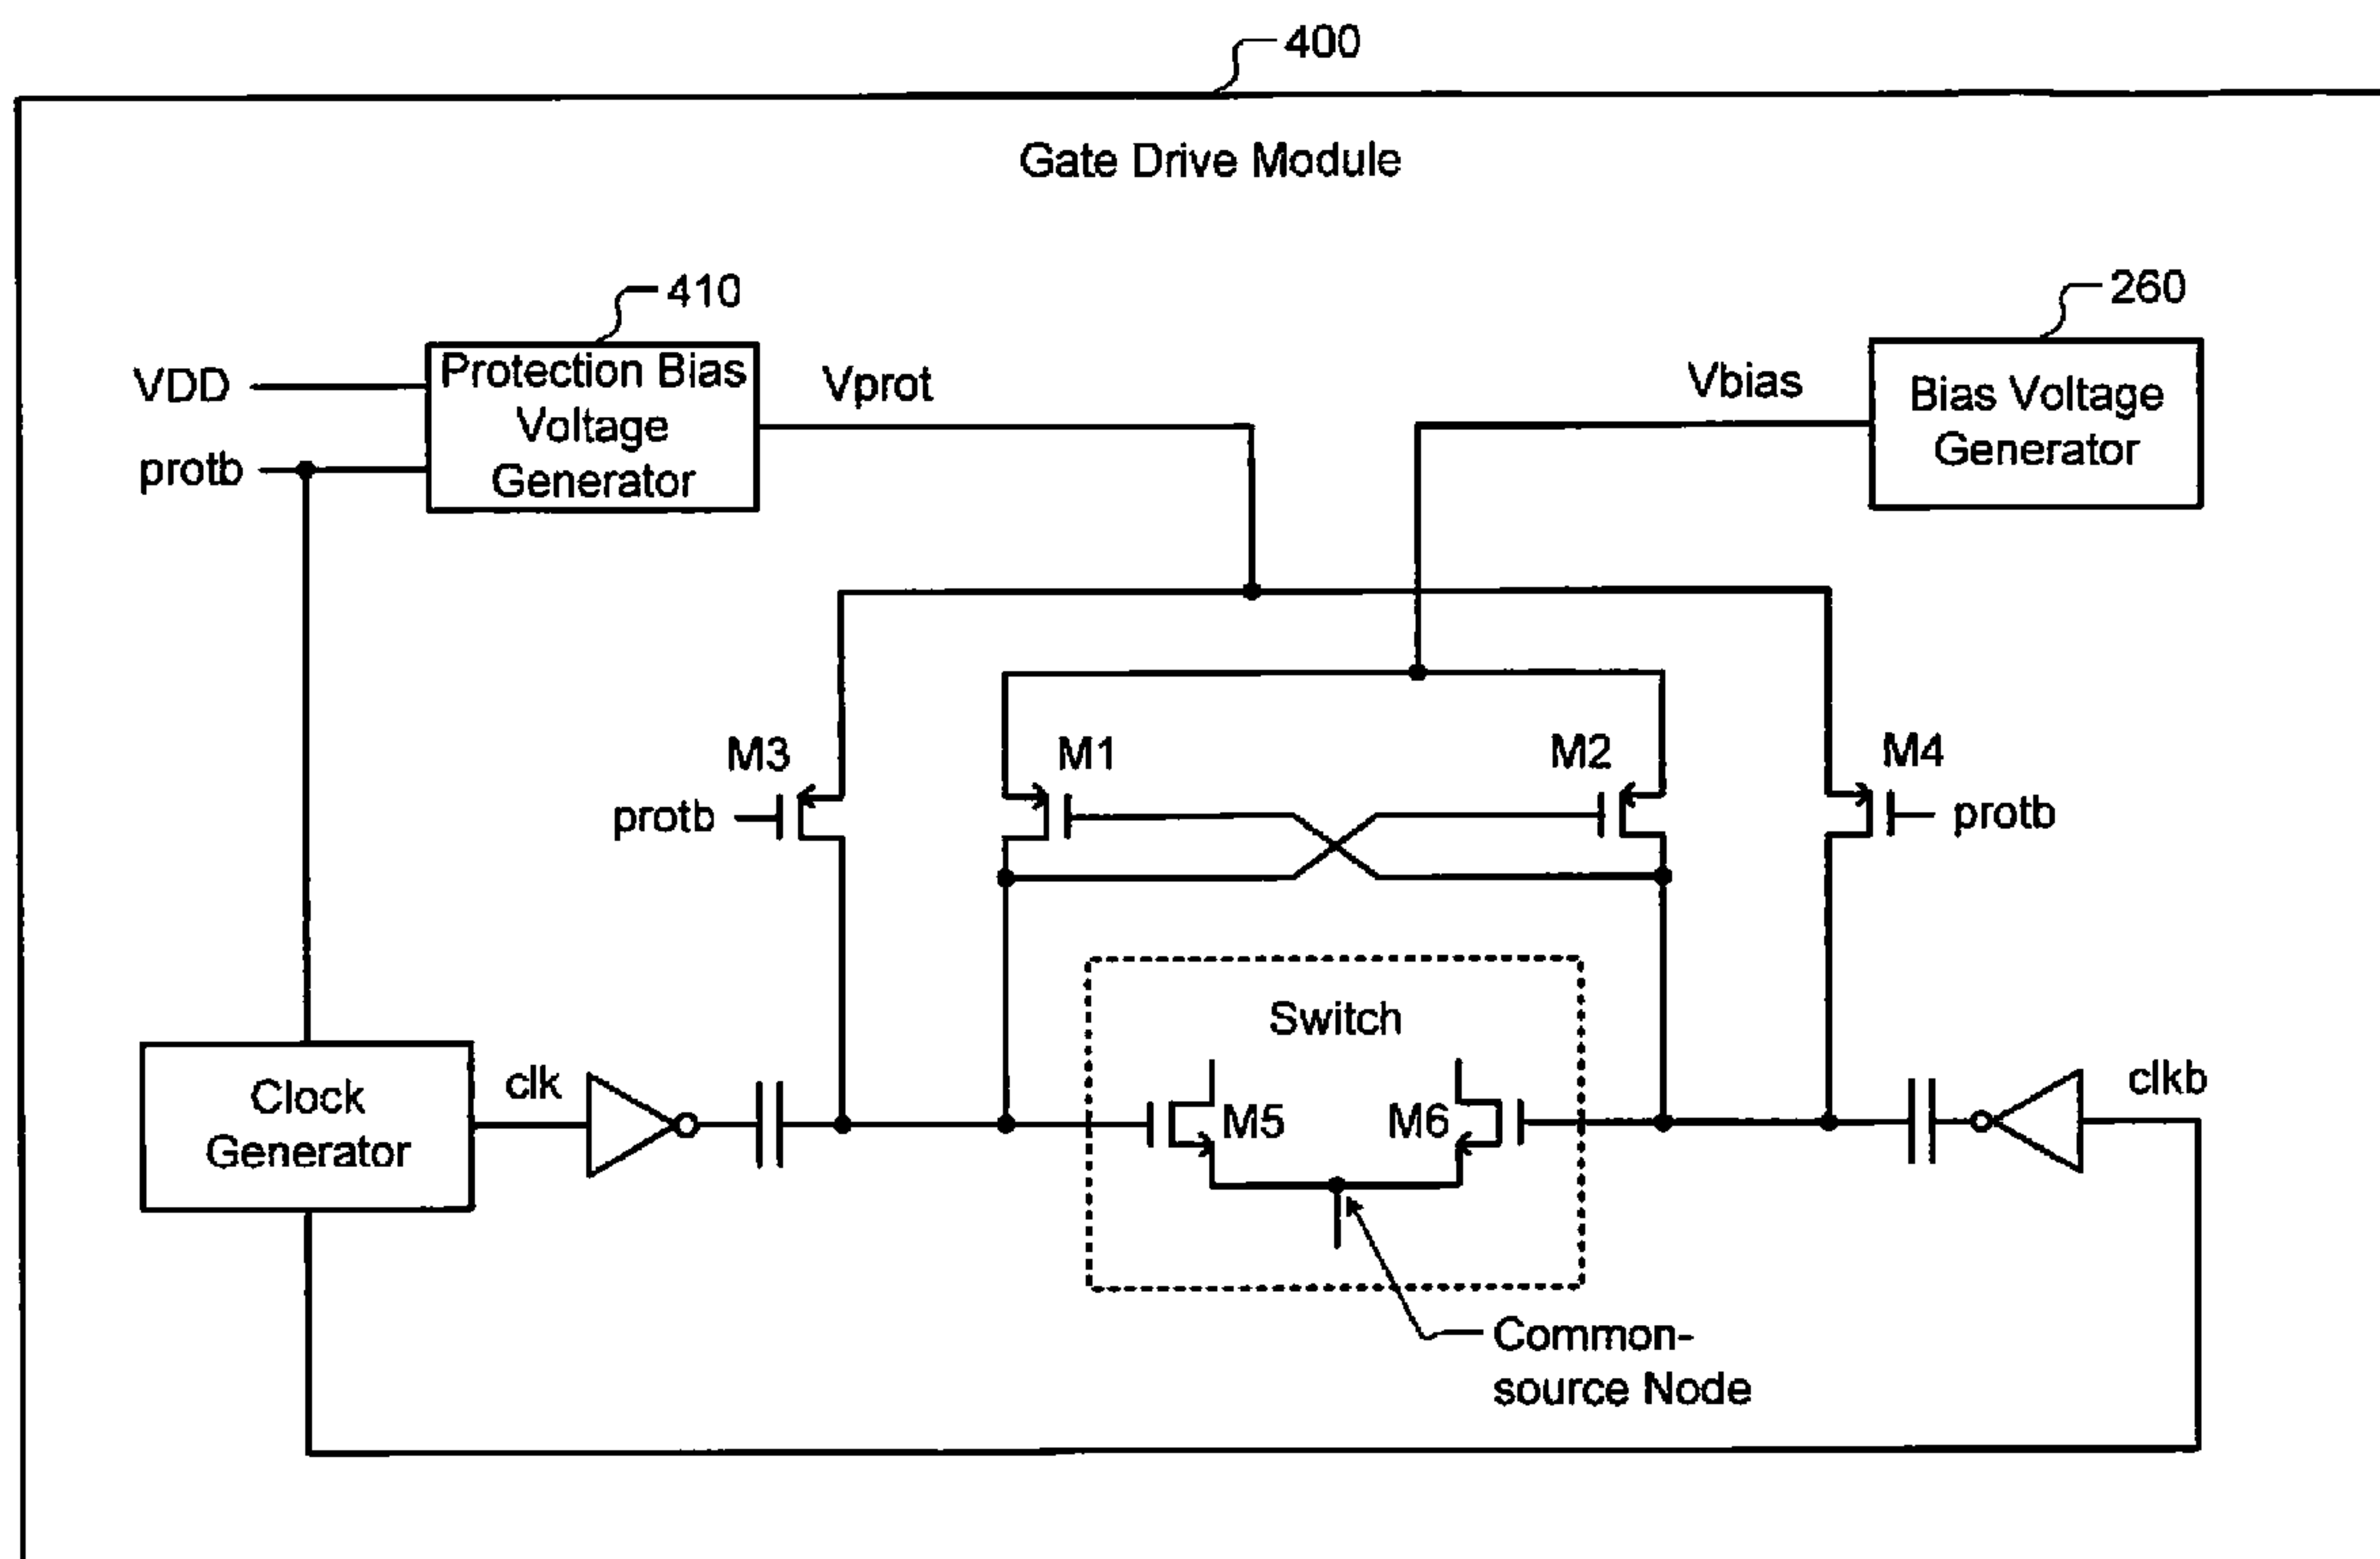 400
Gate Drive Module
410
260
VDD
protb
Protection Bias
Voltage
Generator
Vprot
Vbias
Bias Voltage
Generator
M3
M1
M2
M4
protb
protb
Switch
Clock
Generator
clk
M5
M6
clkb
Common-
source Node